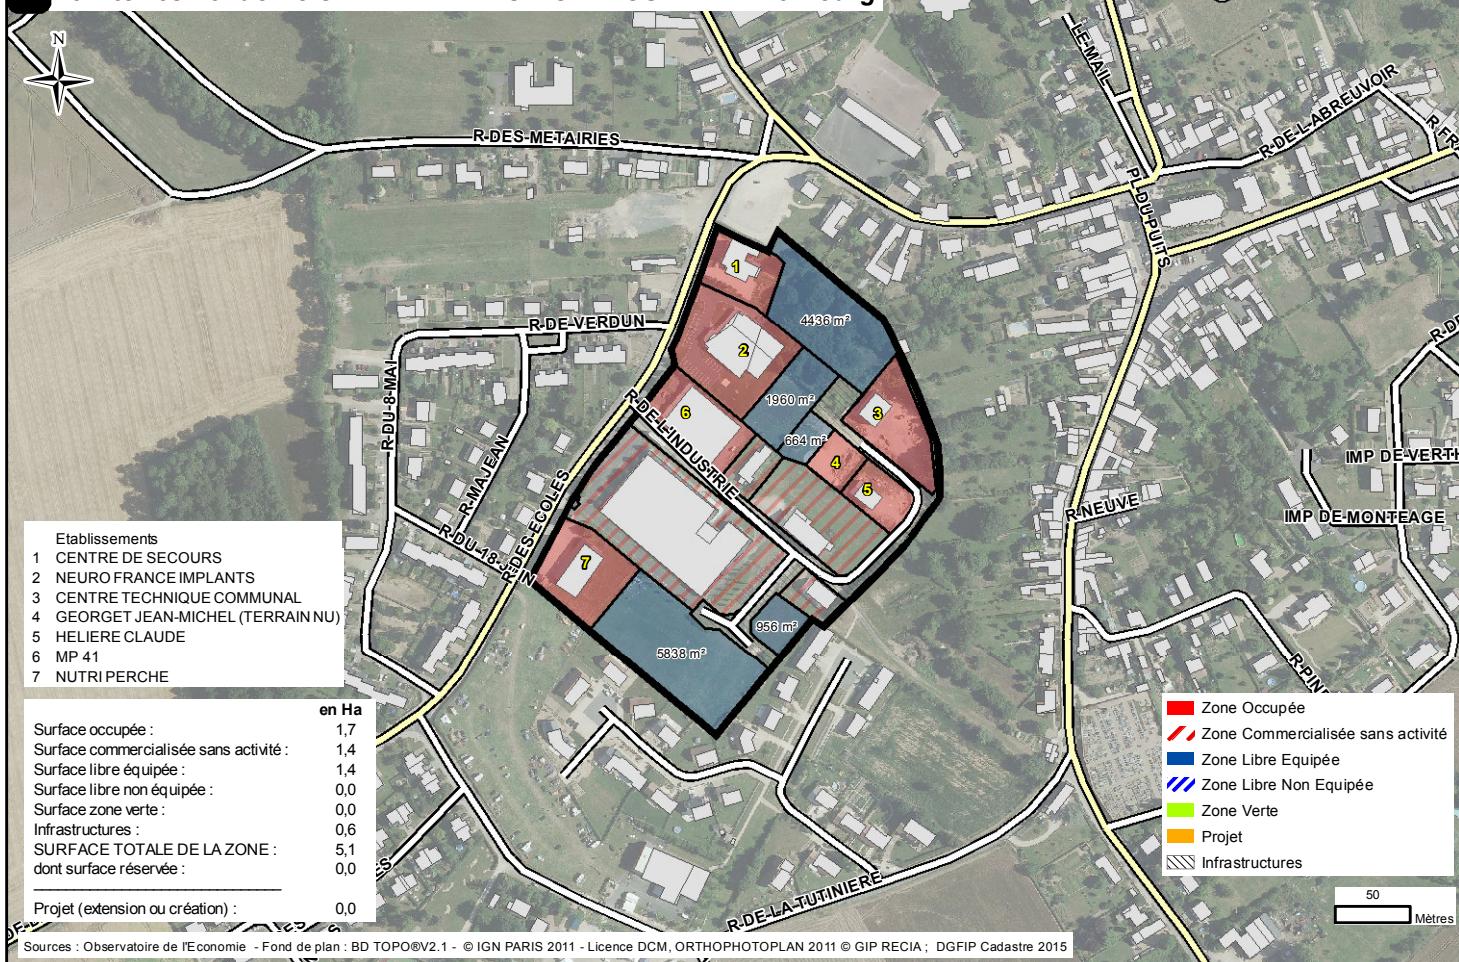 N
LE MAIL
R DE L ABREUVOIR
R DES METAIRIES
PL DU PUITS
1
4436 m²
R DE VERDUN
2
R DU 8 MAI
1960 m²
R DE L'INDUSTRIE
6
3
664 m²
4
5
R MAJEAN
R DES ECOLES
IMP DE VERTH
R NEUVE
IMP DE MONTEAGE
R DU 18 JUIN
7
956 m²
5838 m²
R DE LA TUTINIERE
Etablissements
1 CENTRE DE SECOURS
2 NEURO FRANCE IMPLANTS
3 CENTRE TECHNIQUE COMMUNAL
4 GEORGET JEAN-MICHEL (TERRAIN NU)
5 HELIERE CLAUDE
6 MP 41
7 NUTRI PERCHE
en Ha
Surface occupée : 1,7
Surface commercialisée sans activité : 1,4
Surface libre équipée : 1,4
Surface libre non équipée : 0,0
Surface zone verte : 0,0
Infrastructures : 0,6
SURFACE TOTALE DE LA ZONE : 5,1
dont surface réservée : 0,0
Projet (extension ou création) : 0,0
Zone Occupée
Zone Commercialisée sans activité
Zone Libre Equipée
Zone Libre Non Equipée
Zone Verte
Projet
Infrastructures
50
Mètres
Sources : Observatoire de l'Economie - Fond de plan : BD TOPO®V2.1 - © IGN PARIS 2011 - Licence DCM, ORTHOPHOTOPLAN 2011 © GIP RECIA ; DGFIP Cadastre 2015